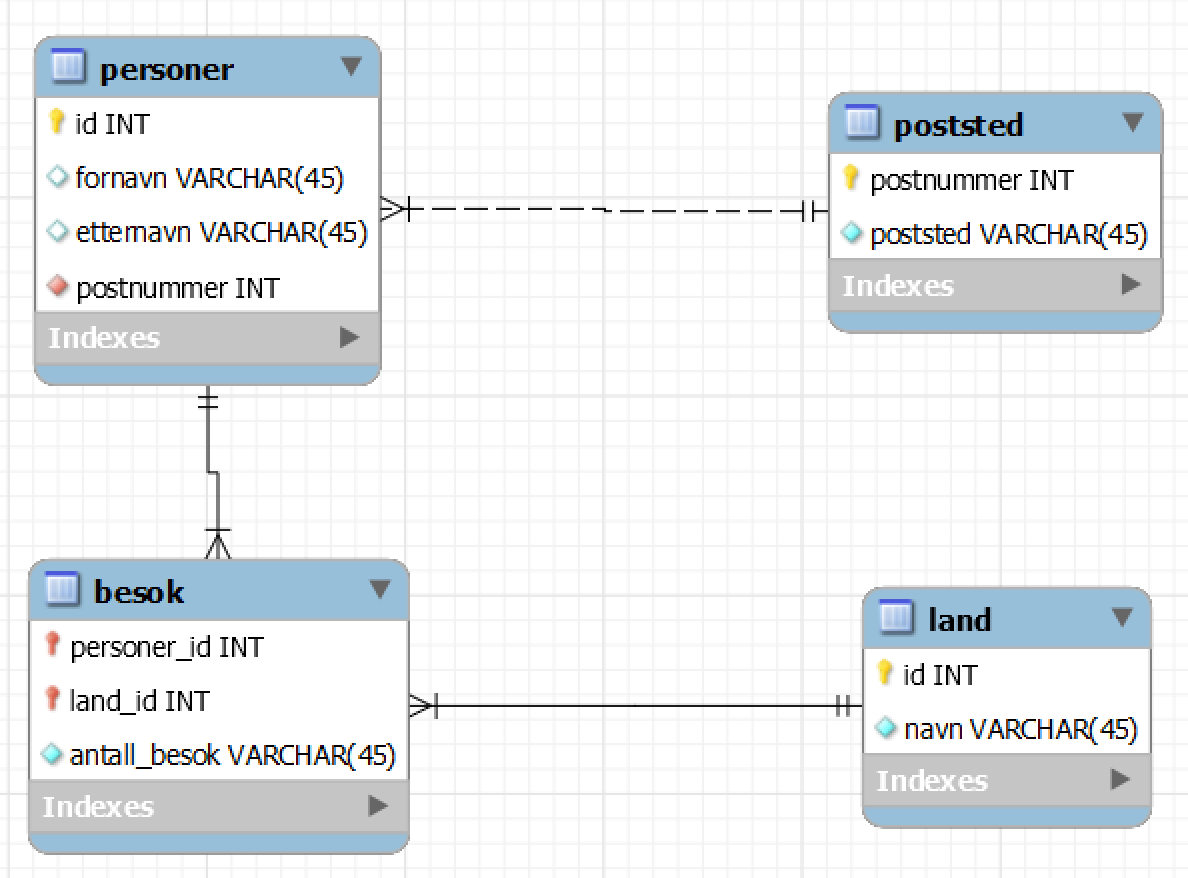 personer
id INT
fornavn VARCHAR(45)
etternavn VARCHAR(45)
postnummer INT
Indexes
poststed
postnummer INT
poststed VARCHAR(45)
Indexes
besok
personer_id INT
land_id INT
antall_besok VARCHAR(45)
Indexes
land
id INT
navn VARCHAR(45)
Indexes